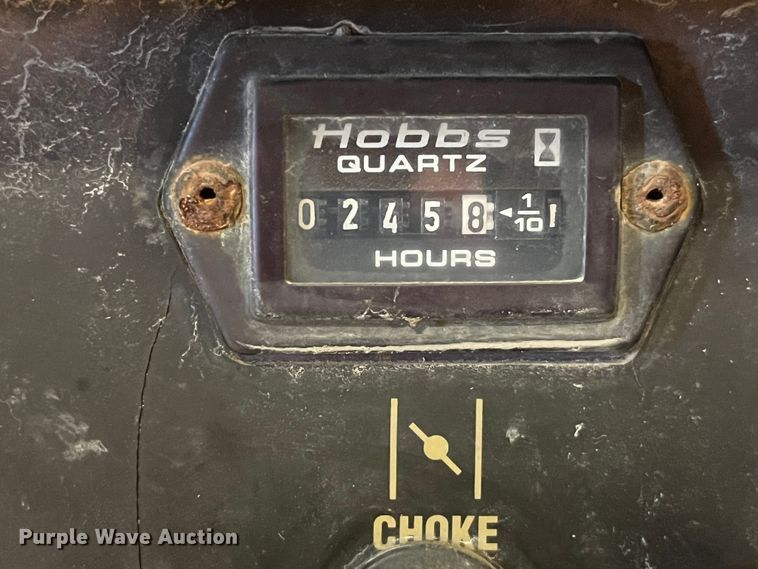 Hobbs
QUARTZ
0 2 4 5 8 ◄ 1/10
HOURS
CHOKE
Purple Wave Auction